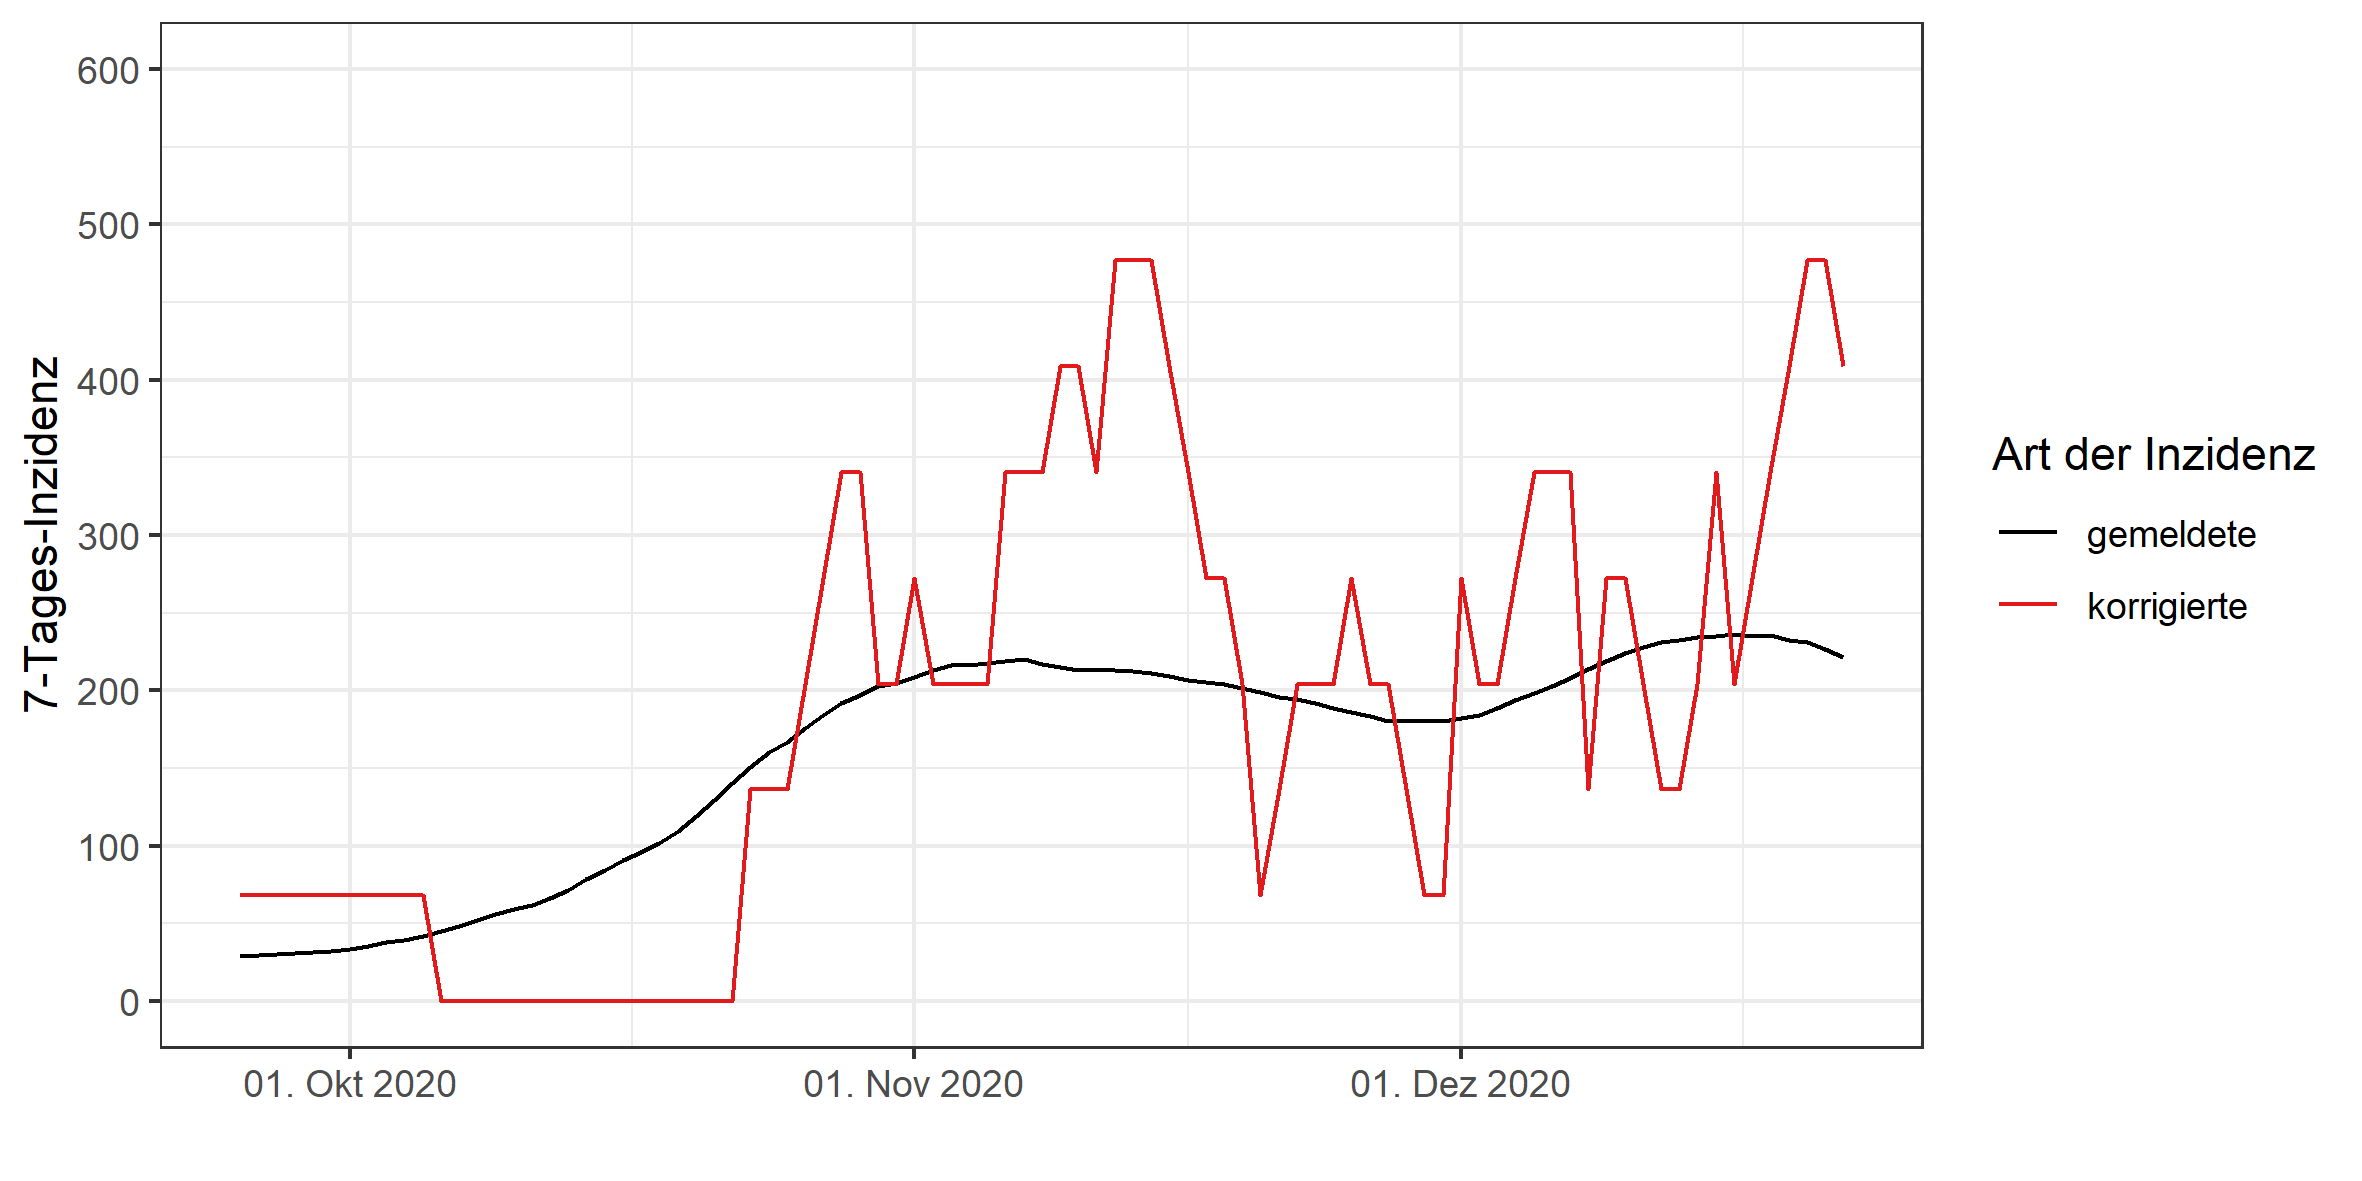 7-Tages-Inzidenz
600
500
400
300
200
100
0
01. Okt 2020
01. Nov 2020
01. Dez 2020
Art der Inzidenz
gemeldete
korrigierte